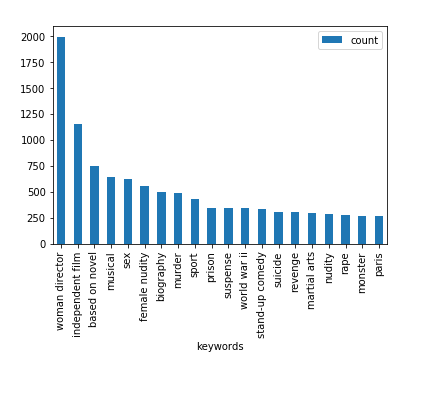 count
2000
1750
1500
1250
1000
750
500
250
0
woman director
independent film
based on novel
musical
sex
female nudity
biography
murder
sport
prison
suspense
world war ii
stand-up comedy
suicide
revenge
martial arts
nudity
rape
monster
paris
keywords